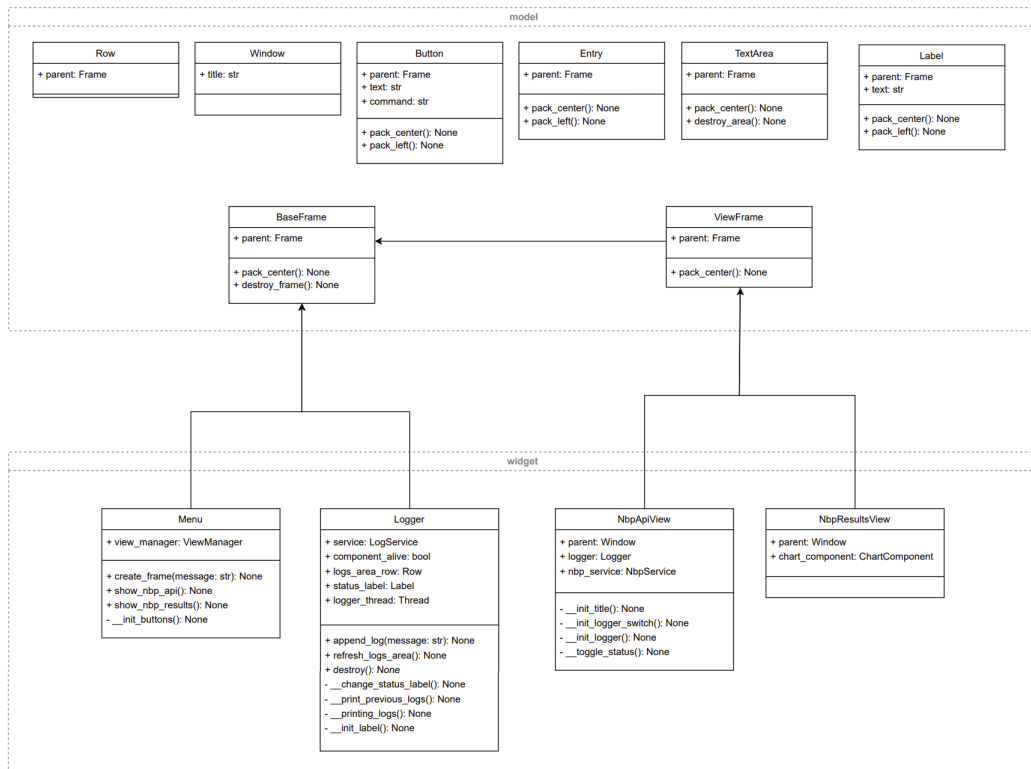 model
Row
+ parent: Frame
Window
+ title: str
Button
+ parent: Frame
+ text: str
+ command: str
+ pack_center(): None
+ pack_left(): None
Entry
+ parent: Frame
+ pack_center(): None
+ pack_left(): None
TextArea
+ parent: Frame
+ pack_center(): None
+ destroy_area(): None
Label
+ parent: Frame
+ text: str
+ pack_center(): None
+ pack_left(): None
BaseFrame
+ parent: Frame
+ pack_center(): None
+ destroy_frame(): None
ViewFrame
+ parent: Frame
+ pack_center(): None
widget
Menu
+ view_manager: ViewManager
+ create_frame(message: str): None
+ show_nbp_api(): None
+ show_nbp_results(): None
- __init_buttons(): None
Logger
+ service: LogService
+ component_alive: bool
+ logs_area_row: Row
+ status_label: Label
+ logger_thread: Thread
+ append_log(message: str): None
+ refresh_logs_area(): None
+ destroy(): None
- __change_status_label(): None
- __print_previous_logs(): None
- __printing_logs(): None
- __init_label(): None
NbpApiView
+ parent: Window
+ logger: Logger
+ nbp_service: NbpService
- __init_title(): None
- __init_logger_switch(): None
- __init_logger(): None
- __toggle_status(): None
NbpResultsView
+ parent: Window
+ chart_component: ChartComponent